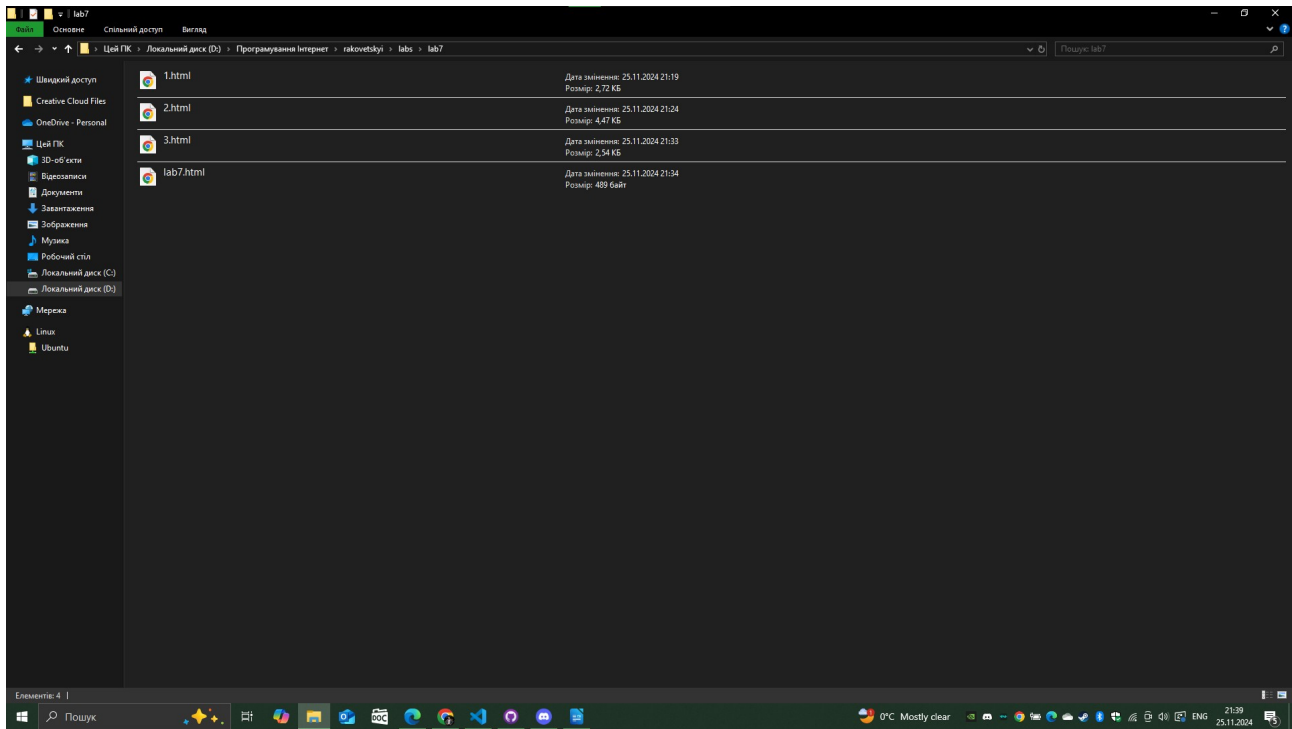 lab7
Файл Основне Спільний доступ Вигляд
Цей ПК › Локальний диск (D:) › Програмування Інтернет › rakovetskyi › labs › lab7
Пошук: lab7
Швидкий доступ
Creative Cloud Files
OneDrive - Personal
Цей ПК
3D-об'єкти
Відеозаписи
Документи
Завантаження
Зображення
Музика
Робочий стіл
Локальний диск (C:)
Локальний диск (D:)
Мережа
Linux
Ubuntu
1.html
Дата змінення: 25.11.2024 21:19
Розмір: 2,72 КБ
2.html
Дата змінення: 25.11.2024 21:24
Розмір: 4,47 КБ
3.html
Дата змінення: 25.11.2024 21:33
Розмір: 2,54 КБ
lab7.html
Дата змінення: 25.11.2024 21:34
Розмір: 489 байт
Елементів: 4
Пошук
DOC
0°C Mostly clear
ENG
21:39
25.11.2024
5